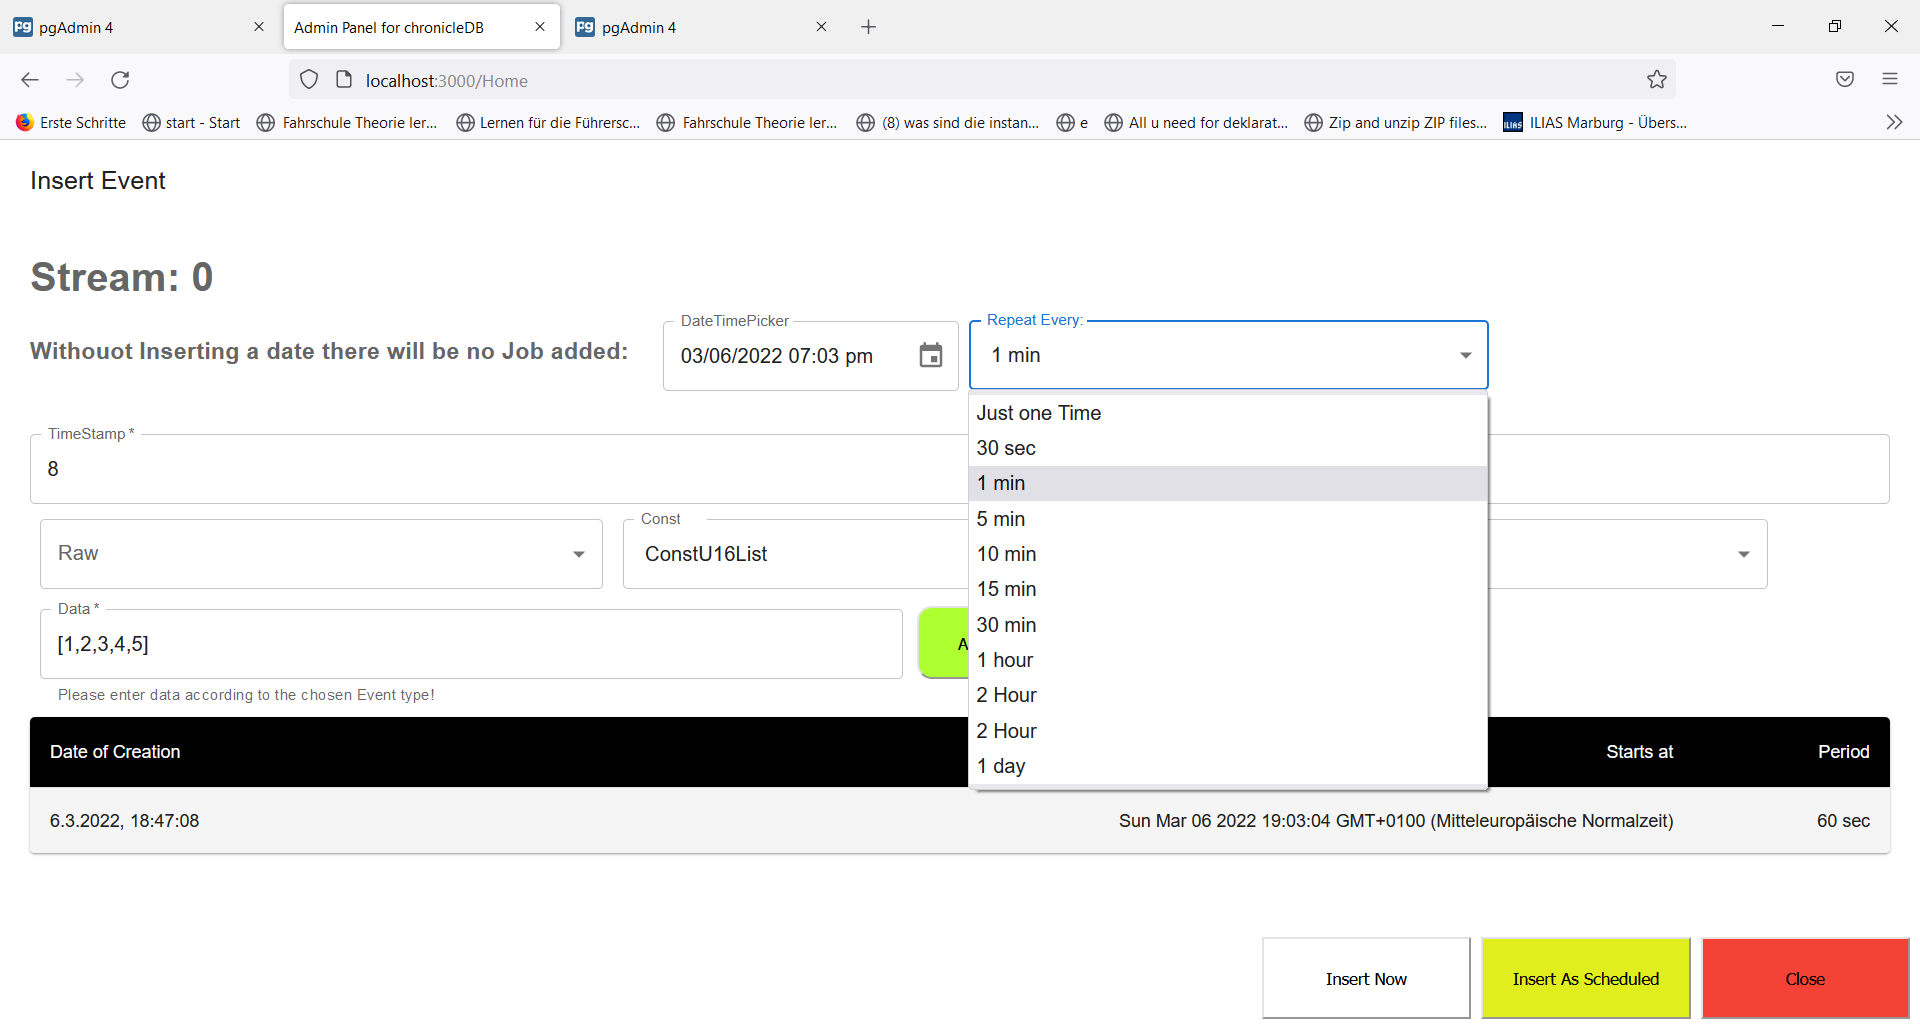 pgAdmin 4
Admin Panel for chronicleDB
pgAdmin 4
localhost:3000/Home
Erste Schritte
start - Start
Fahrschule Theorie ler...
Lernen für die Führersc...
Fahrschule Theorie ler...
(8) was sind die instan...
e
All u need for deklarat...
Zip and unzip ZIP files...
ILIAS
ILIAS Marburg - Übers...
Insert Event
Stream: 0
Withouot Inserting a date there will be no Job added:
DateTimePicker
03/06/2022 07:03 pm
Repeat Every:
1 min
Just one Time
30 sec
1 min
5 min
10 min
15 min
30 min
1 hour
2 Hour
2 Hour
1 day
TimeStamp *
8
Raw
Const
ConstU16List
Data *
[1,2,3,4,5]
A
Please enter data according to the chosen Event type!
Date of Creation
Starts at
Period
6.3.2022, 18:47:08
Sun Mar 06 2022 19:03:04 GMT+0100 (Mitteleuropäische Normalzeit)
60 sec
Insert Now
Insert As Scheduled
Close